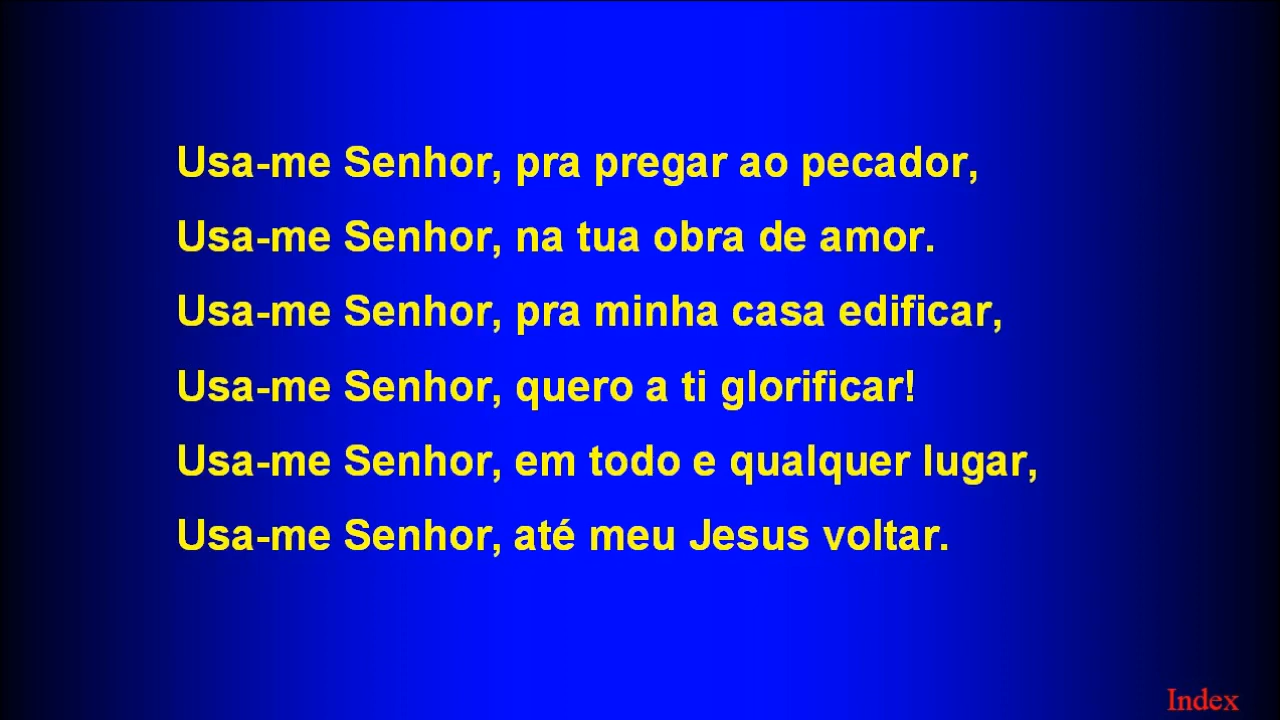 Usa-me Senhor, pra pregar ao pecador,
Usa-me Senhor, na tua obra de amor.
Usa-me Senhor, pra minha casa edificar,
Usa-me Senhor, quero a ti glorificar!
Usa-me Senhor, em todo e qualquer lugar,
Usa-me Senhor, até meu Jesus voltar.
Index